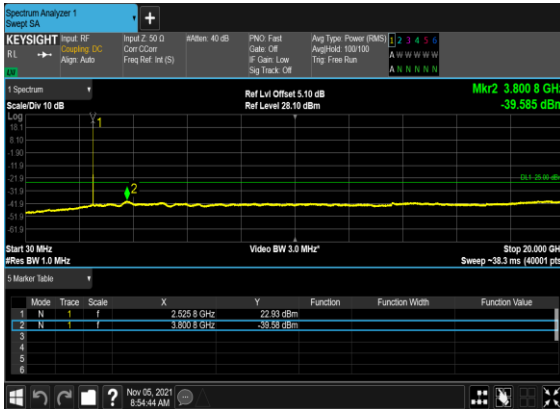 Spectrum Analyzer 1
Swept SA
KEYSIGHT Input: RF Input Z: 50 Ω #Atten: 40 dB PNO: Fast Avg Type: Power (RMS) 1 2 3 4 5 6
RL Coupling: DC Corr CCorr Gate: Off Avg|Hold: 100/100 A W W W W W
Align: Auto Freq Ref: Int (S) IF Gain: Low Trig: Free Run
Sig Track: Off A N N N N N
1 Spectrum Ref Lvl Offset 5.10 dB Mkr2 3.800 8 GHz
Scale/Div 10 dB Ref Level 28.10 dBm -39.585 dBm
Log
18.1
8.10
-1.90
-11.9
-21.9
DL1 -25.00 dBm
-31.9
-41.9
-51.9
-61.9
1
2
Start 30 MHz Video BW 3.0 MHz* Stop 20.000 GHz
#Res BW 1.0 MHz Sweep ~38.3 ms (40001 pts)
5 Marker Table
Mode Trace Scale X Y Function Function Width Function Value
1 N 1 f 2.525 8 GHz 22.93 dBm
2 N 1 f 3.800 8 GHz -39.58 dBm
3
4
5
6
? Nov 05, 2021
8:54:44 AM